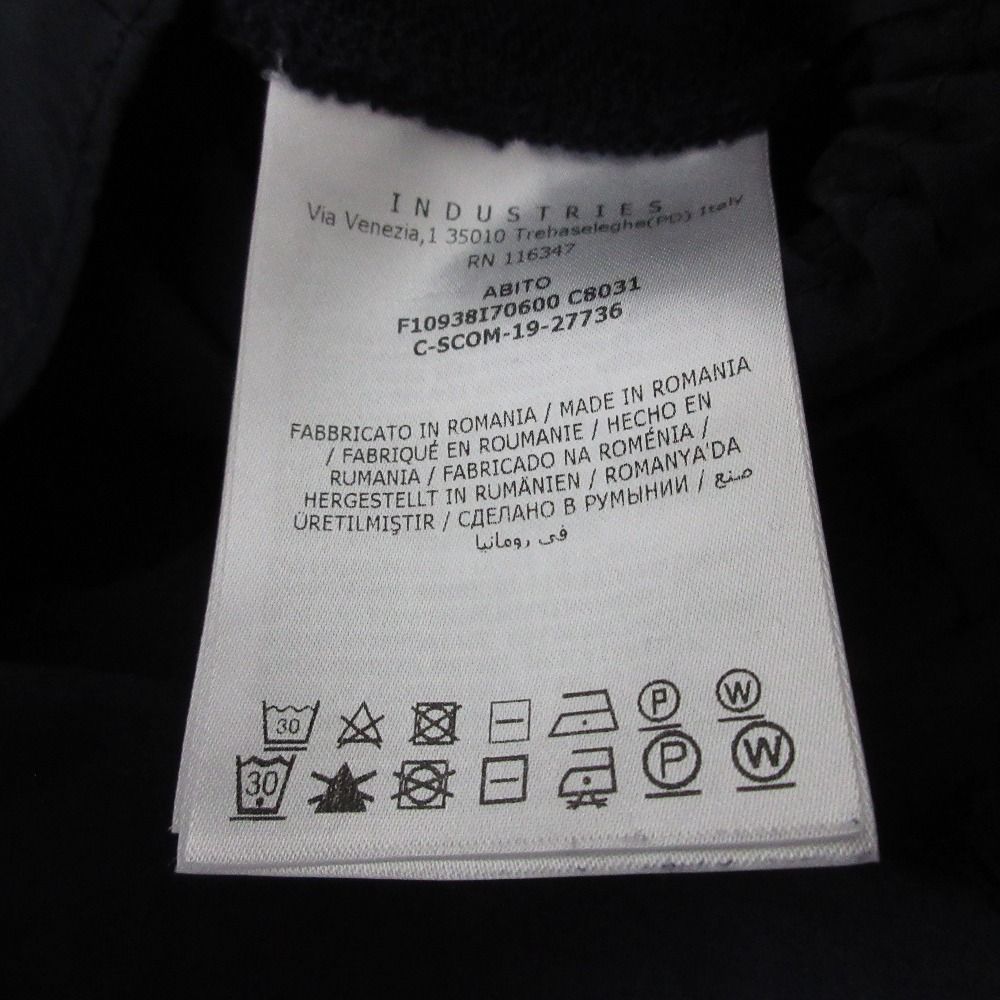 INDUSTRIES
Via Venezia,1 35010 Trebaseleghe(PD) Italy
RN 116347
ABITO
F10938I70600 C8031
C-SCOM-19-27736
FABBRICATO IN ROMANIA / MADE IN ROMANIA
/ FABRIQUÉ EN ROUMANIE / HECHO EN
RUMANIA / FABRICADO NA ROMÉNIA /
HERGESTELLT IN RUMÄNIEN / ROMANYA'DA
ÜRETILMIŞTIR / СДЕЛАНО В РУМЫНИИ / صنع
في رومانيا
30 P W
30 P W